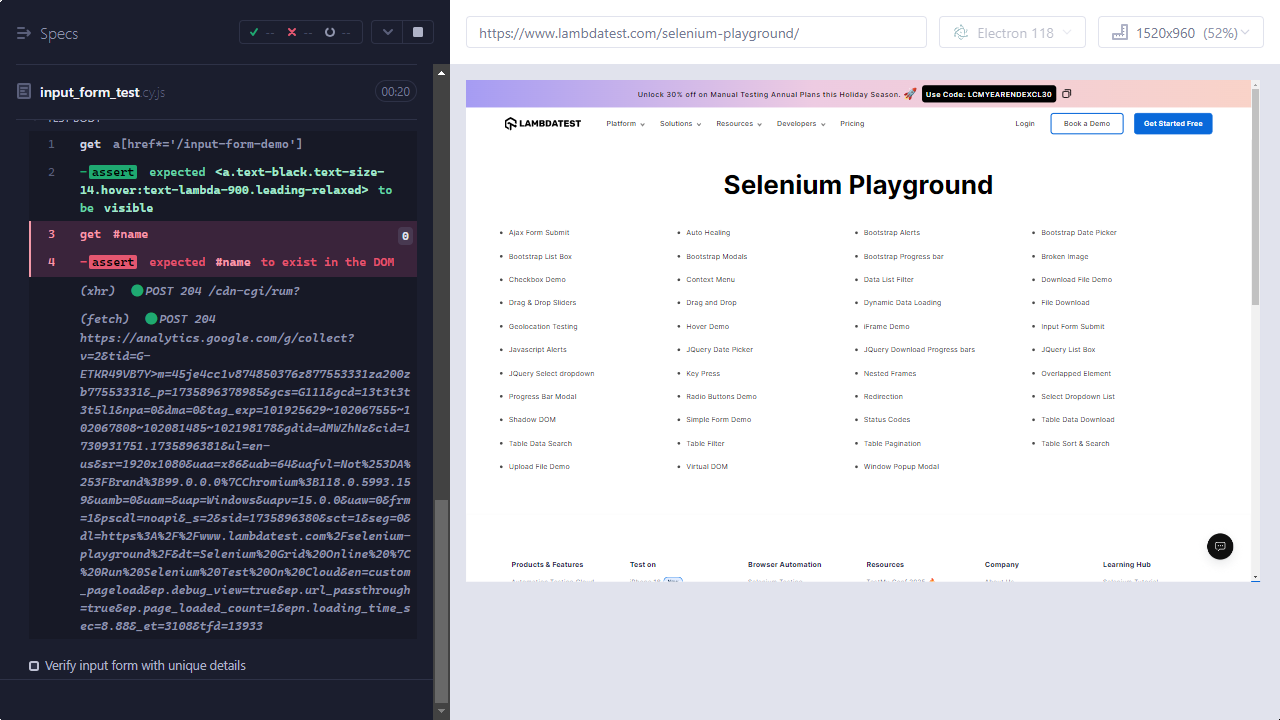 Specs
-- -- --
https://www.lambdatest.com/selenium-playground/
Electron 118
1520x960 (52%)
input_form_test.cy.js
00:20
TEST BODY
1 get a[href*='/input-form-demo']
2 -assert expected <a.text-black.text-size-
14.hover:text-lambda-900.leading-relaxed> to
be visible
3 get #name 0
4 -assert expected #name to exist in the DOM
(xhr) POST 204 /cdn-cgi/rum?
(fetch) POST 204
https://analytics.google.com/g/collect?
v=2&tid=G-
ETKR49VB7Y>m=45je4cc1v874850376z877553331za200z
b77553331&_p=1735896378985&gcs=G111&gcd=13t3t3t
3t5l1&npa=0&dma=0&tag_exp=101925629~102067555~1
02067808~102081485~102198178&gdid=dMWZhNz&cid=1
730931751.1735896381&ul=en-
us&sr=1920x1080&uaa=x86&uab=64&uafvl=Not%253DA%
253FBrand%3B99.0.0.0%7CChromium%3B118.0.5993.15
9&uamb=0&uam=&uap=Windows&uapv=15.0.0&uaw=0&frm
=1&pscdl=noapi&_s=2&sid=1735896380&sct=1&seg=0&
dl=https%3A%2F%2Fwww.lambdatest.com%2Fselenium-
playground%2F&dt=Selenium%20Grid%20Online%20%7C
%20Run%20Selenium%20Test%20On%20Cloud&en=custom
_pageload&ep.debug_view=true&ep.url_passthrough
=true&ep.page_loaded_count=1&epn.loading_time_s
ec=8.88&_et=3108&tfd=13933
Verify input form with unique details
Unlock 30% off on Manual Testing Annual Plans this Holiday Season. 🚀 Use Code: LCMYEARENDEXCL30
LAMBDATEST Platform Solutions Resources Developers Pricing Login Book a Demo Get Started Free
Selenium Playground
• Ajax Form Submit • Auto Healing • Bootstrap Alerts • Bootstrap Date Picker
• Bootstrap List Box • Bootstrap Modals • Bootstrap Progress bar • Broken Image
• Checkbox Demo • Context Menu • Data List Filter • Download File Demo
• Drag & Drop Sliders • Drag and Drop • Dynamic Data Loading • File Download
• Geolocation Testing • Hover Demo • iFrame Demo • Input Form Submit
• Javascript Alerts • JQuery Date Picker • JQuery Download Progress bars • JQuery List Box
• JQuery Select dropdown • Key Press • Nested Frames • Overlapped Element
• Progress Bar Modal • Radio Buttons Demo • Redirection • Select Dropdown List
• Shadow DOM • Simple Form Demo • Status Codes • Table Data Download
• Table Data Search • Table Filter • Table Pagination • Table Sort & Search
• Upload File Demo • Virtual DOM • Window Popup Modal
Products & Features Test on Browser Automation Resources Company Learning Hub